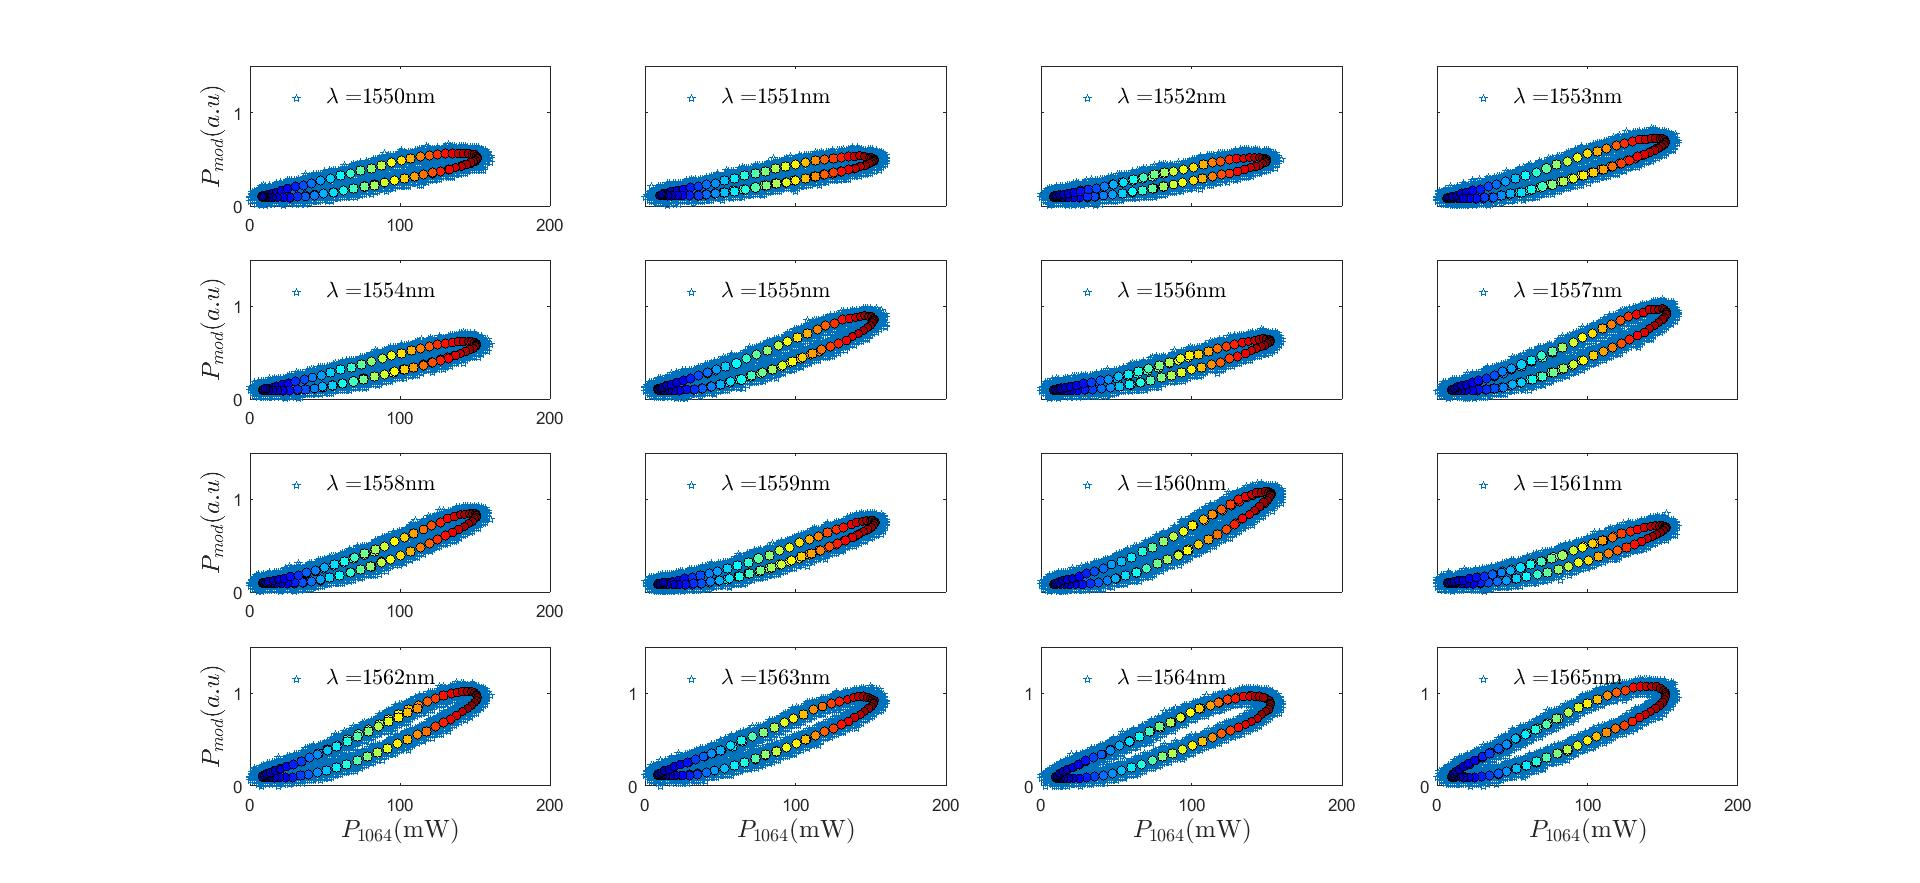 λ =1550nm
λ =1551nm
λ =1552nm
λ =1553nm
P_mod(a.u)
1
0
0 100 200
λ =1554nm
λ =1555nm
λ =1556nm
λ =1557nm
P_mod(a.u)
1
0
0 100 200
λ =1558nm
λ =1559nm
λ =1560nm
λ =1561nm
P_mod(a.u)
1
0
0 100 200
λ =1562nm
λ =1563nm
λ =1564nm
λ =1565nm
P_mod(a.u)
1 1 1 1
0 0 0 0
0 100 200
0 100 200
0 100 200
0 100 200
P_1064(mW)
P_1064(mW)
P_1064(mW)
P_1064(mW)